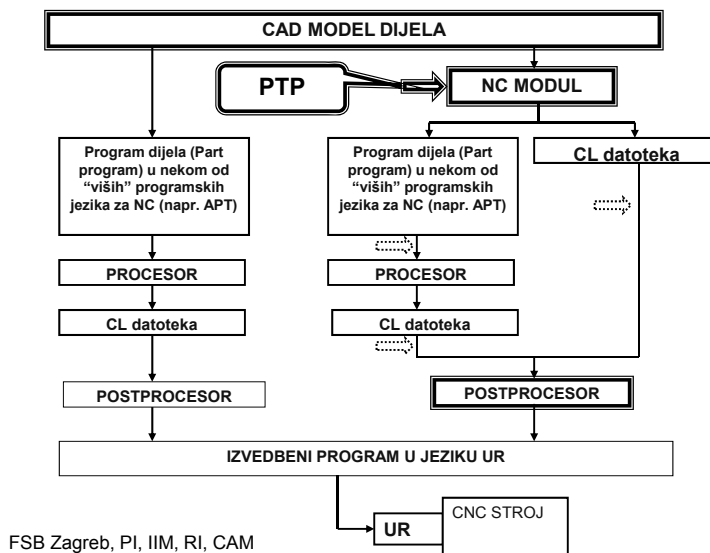 CAD MODEL DIJELA
PTP
NC MODUL
Program dijela (Part
program) u nekom od
“viših” programskih
jezika za NC (napr. APT)
Program dijela (Part
program) u nekom od
“viših” programskih
jezika za NC (napr. APT)
CL datoteka
PROCESOR
PROCESOR
CL datoteka
CL datoteka
POSTPROCESOR
POSTPROCESOR
IZVEDBENI PROGRAM U JEZIKU UR
UR
CNC STROJ
FSB Zagreb, PI, IIM, RI, CAM